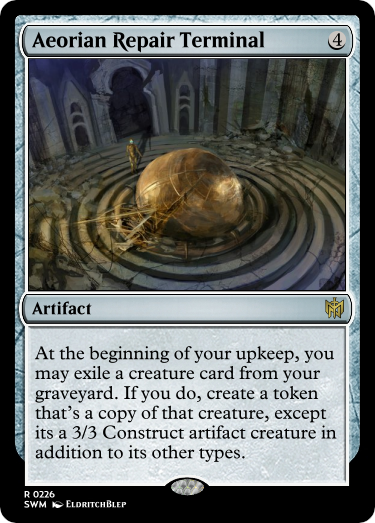 Aeorian Repair Terminal 4
Artifact
At the beginning of your upkeep, you
may exile a creature card from your
graveyard. If you do, create a token
that's a copy of that creature, except
its a 3/3 Construct artifact creature in
addition to its other types.
R 0226
SWM EldritchBlep